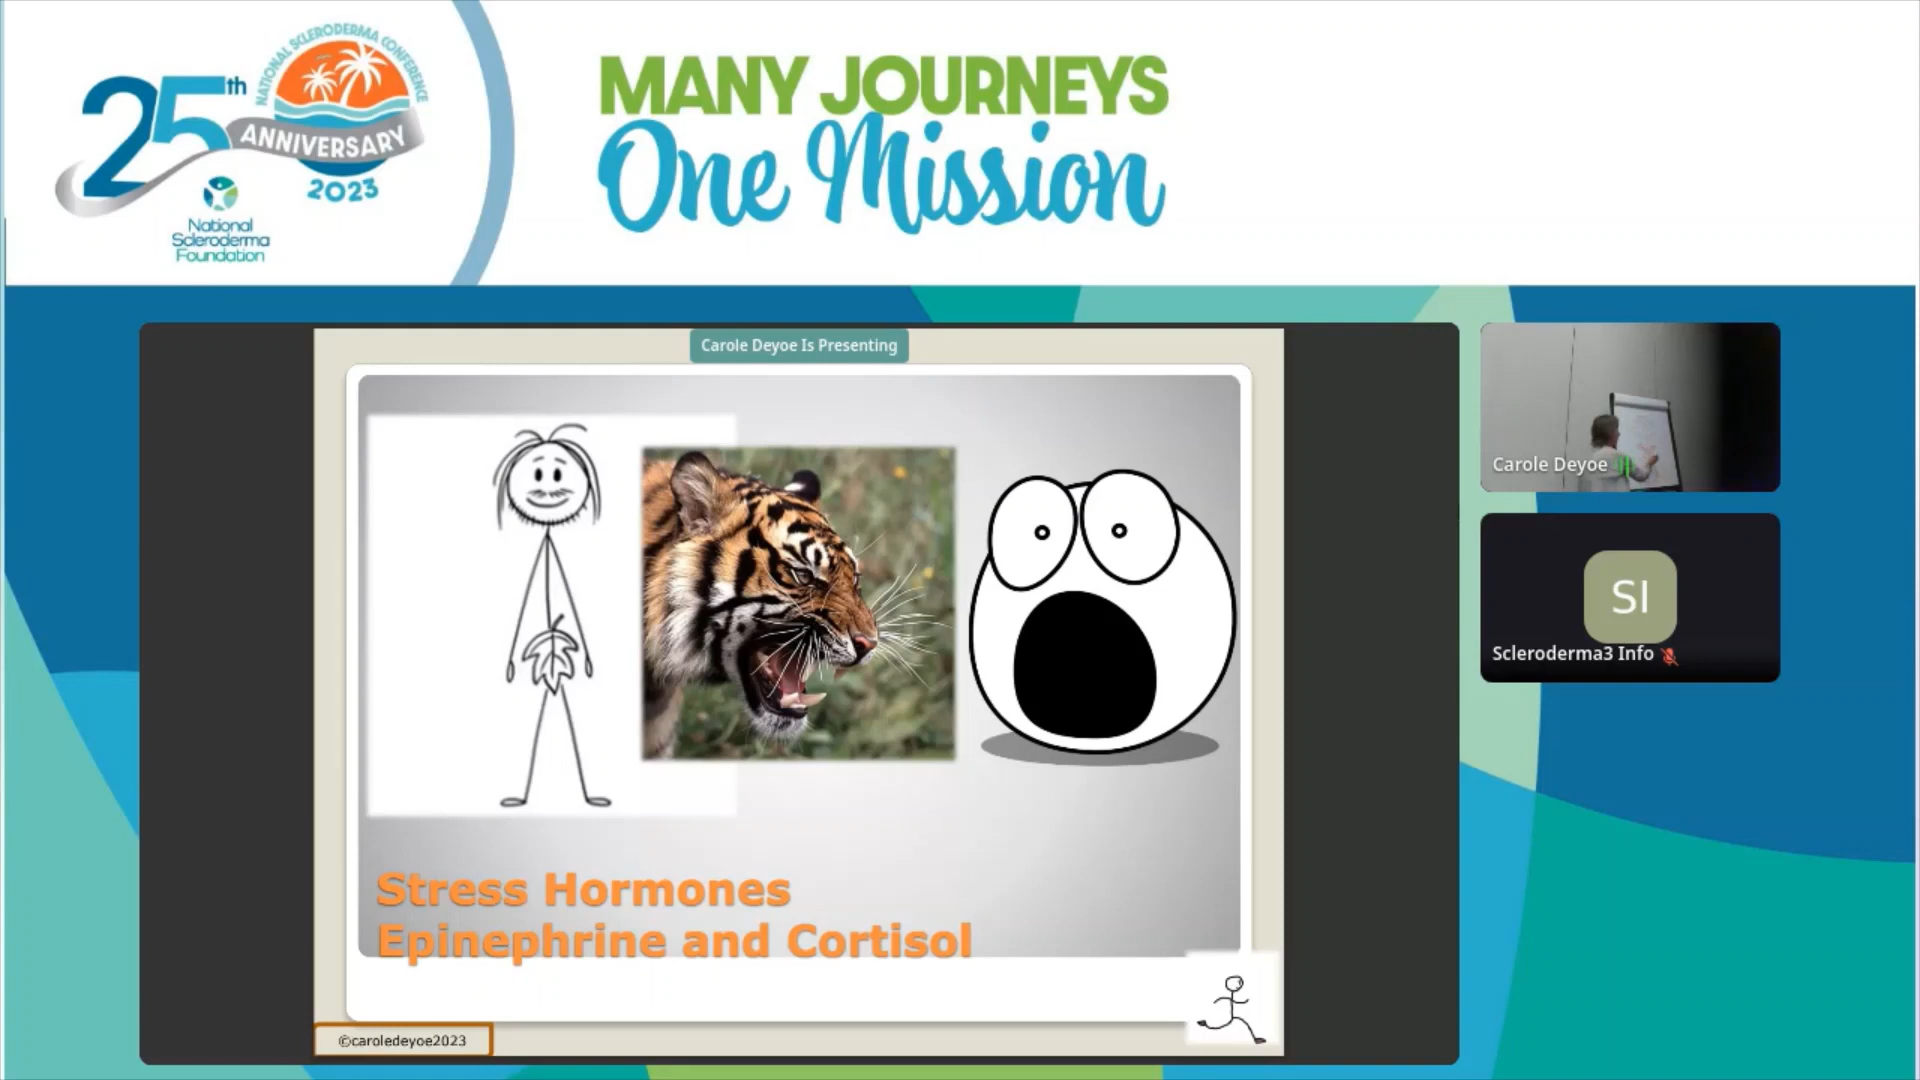 25th
NATIONAL SCLERODERMA CONFERENCE
ANNIVERSARY
2023
National
Scleroderma
Foundation
MANY JOURNEYS
One Mission
Carole Deyoe Is Presenting
Carole Deyoe
SI
Scleroderma3 Info
Stress Hormones
Epinephrine and Cortisol
©caroledeyoe2023